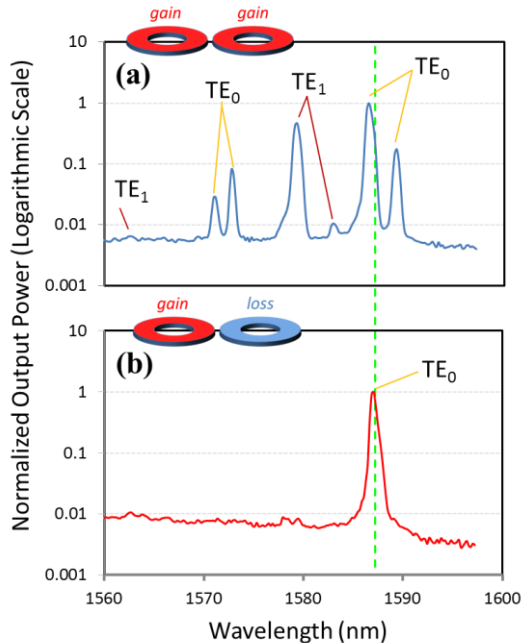 gain gain
10
(a)
TE0 TE0
TE1
1
0.1
TE1
0.01
0.001
gain loss
10
(b)
TE0
1
0.1
0.01
0.001
1560 1570 1580 1590 1600
Wavelength (nm)
Normalized Output Power (Logarithmic Scale)